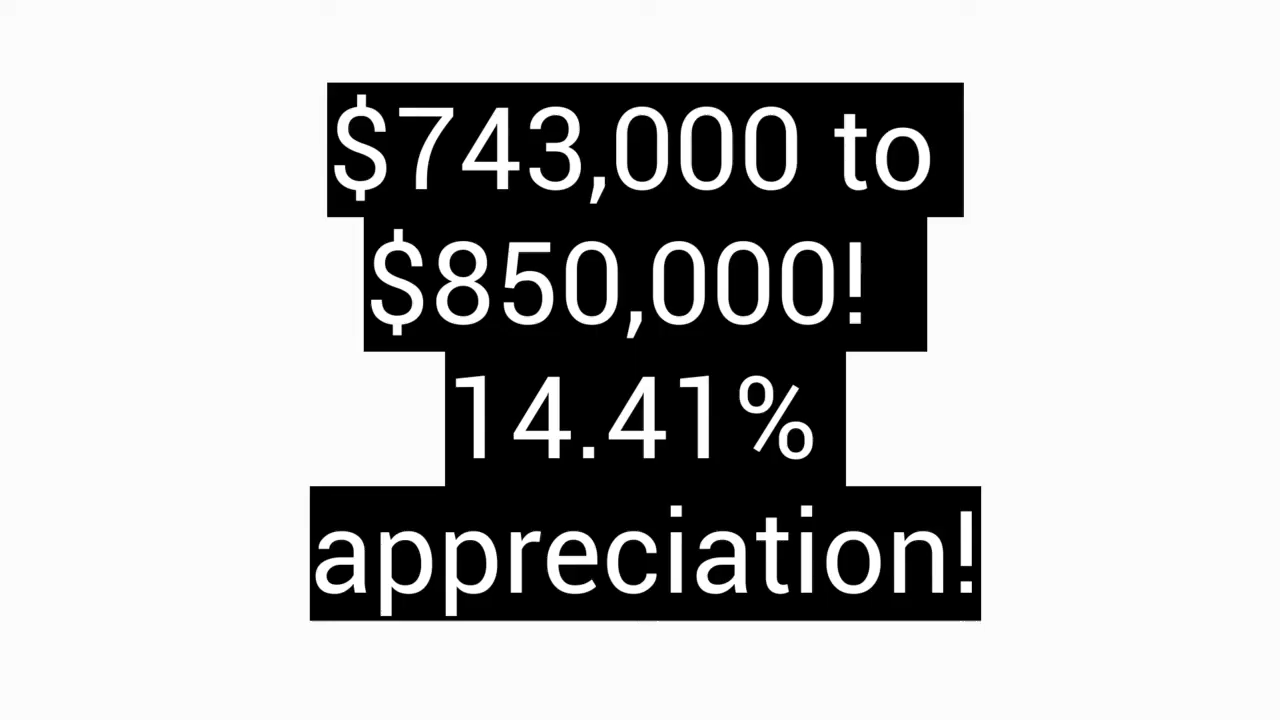 $743,000 to
$850,000!
14.41%
appreciation!